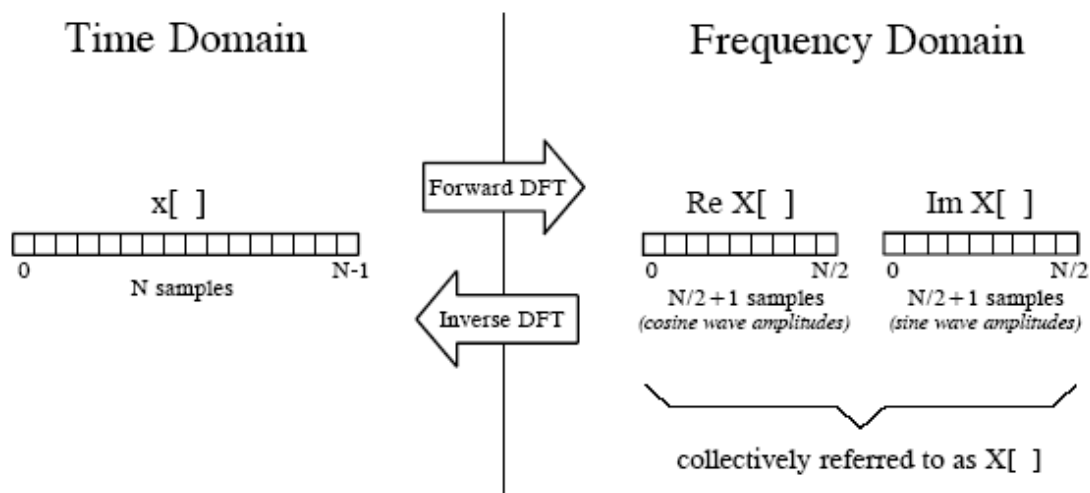 Time Domain
Frequency Domain
Forward DFT
x[ ]
Re X[ ]
Im X[ ]
0
N-1
0
N/2
0
N/2
N samples
N/2+1 samples
(cosine wave amplitudes)
N/2+1 samples
(sine wave amplitudes)
Inverse DFT
collectively referred to as X[ ]